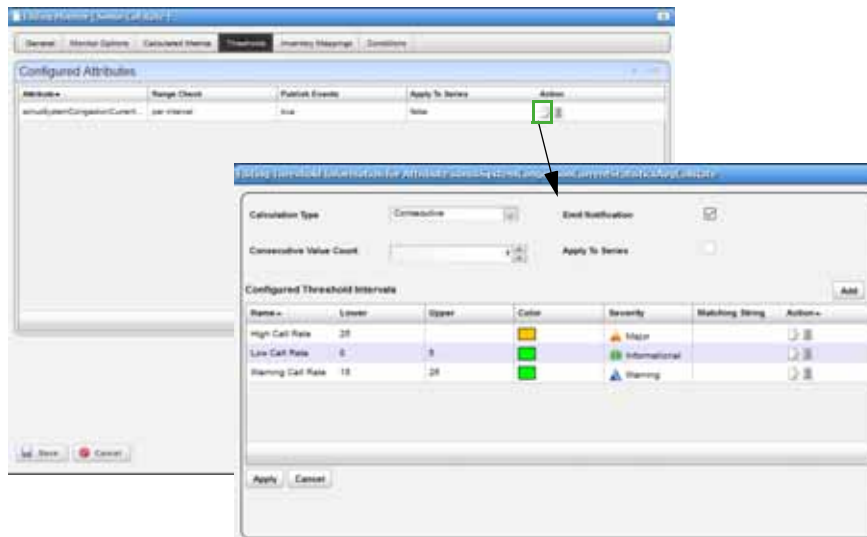 General Monitor Options Calculated Metrics Thresholds Inventory Mappings Conditions
Configured Attributes
Attribute Range Check Publish Events Apply To Series Action
per interval true false
Calculation Type Consecutive Emit Notification
Consecutive Value Count Apply To Series
Configured Threshold Intervals
Add
Name Lower Upper Color Severity Matching String Action
High Call Rate 25 Major
Low Call Rate 0 5 Informational
Warning Call Rate 15 25 Warning
Save Cancel
Apply Cancel